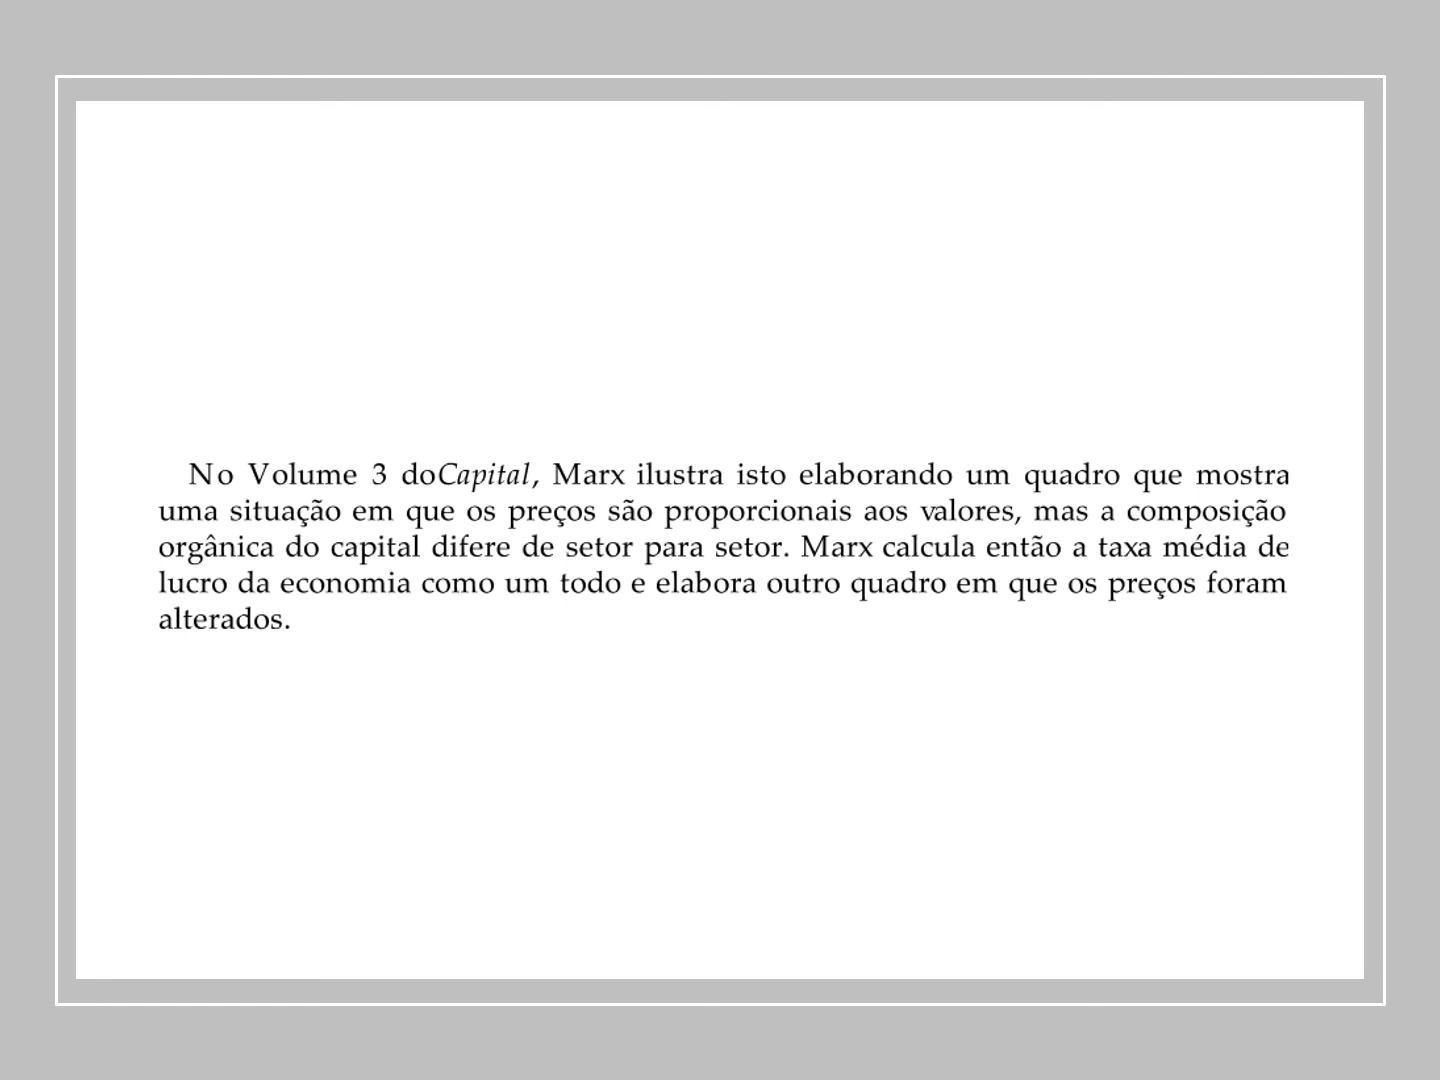 No Volume 3 doCapital, Marx ilustra isto elaborando um quadro que mostra
uma situação em que os preços são proporcionais aos valores, mas a composição
orgânica do capital difere de setor para setor. Marx calcula então a taxa média de
lucro da economia como um todo e elabora outro quadro em que os preços foram
alterados.